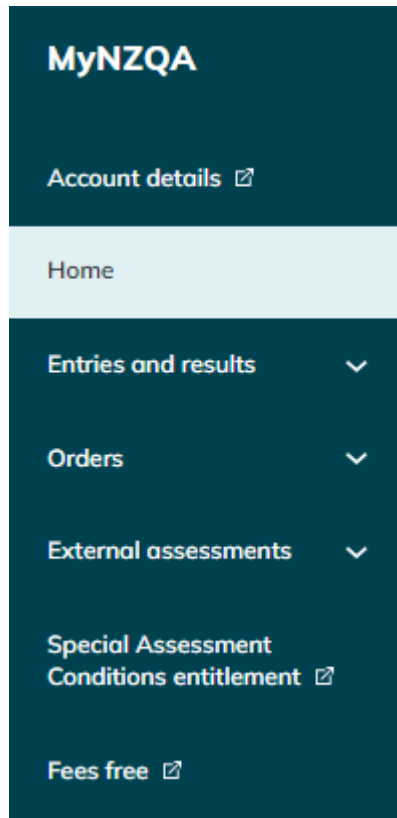 MyNZQA
Account details
Home
Entries and results
Orders
External assessments
Special Assessment
Conditions entitlement
Fees free